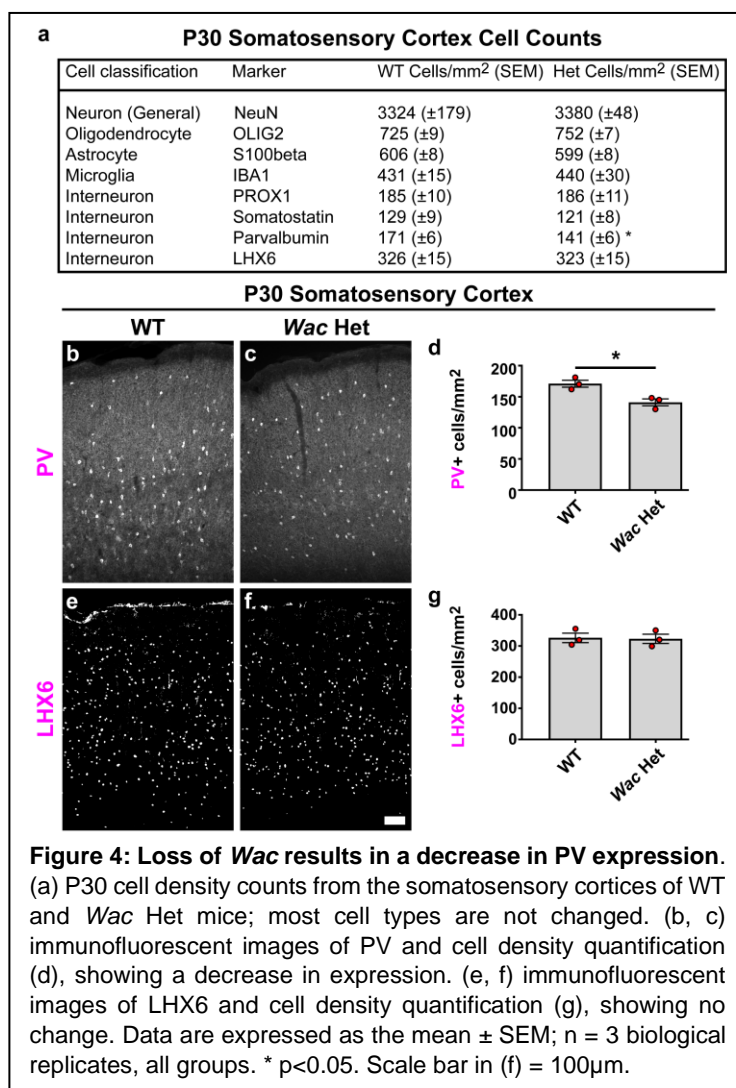 a
P30 Somatosensory Cortex Cell Counts
Cell classification Marker WT Cells/mm² (SEM) Het Cells/mm² (SEM)
Neuron (General) NeuN 3324 (±179) 3380 (±48)
Oligodendrocyte OLIG2 725 (±9) 752 (±7)
Astrocyte S100beta 606 (±8) 599 (±8)
Microglia IBA1 431 (±15) 440 (±30)
Interneuron PROX1 185 (±10) 186 (±11)
Interneuron Somatostatin 129 (±9) 121 (±8)
Interneuron Parvalbumin 171 (±6) 141 (±6) *
Interneuron LHX6 326 (±15) 323 (±15)
P30 Somatosensory Cortex
WT Wac Het
b c d
PV
PV+ cells/mm²
200
150
100
50
0
*
WT Wac Het
e f g
LHX6
LHX6+ cells/mm²
400
300
200
100
0
WT Wac Het
Figure 4: Loss of Wac results in a decrease in PV expression.
(a) P30 cell density counts from the somatosensory cortices of WT
and Wac Het mice; most cell types are not changed. (b, c)
immunofluorescent images of PV and cell density quantification
(d), showing a decrease in expression. (e, f) immunofluorescent
images of LHX6 and cell density quantification (g), showing no
change. Data are expressed as the mean ± SEM; n = 3 biological
replicates, all groups. * p<0.05. Scale bar in (f) = 100µm.